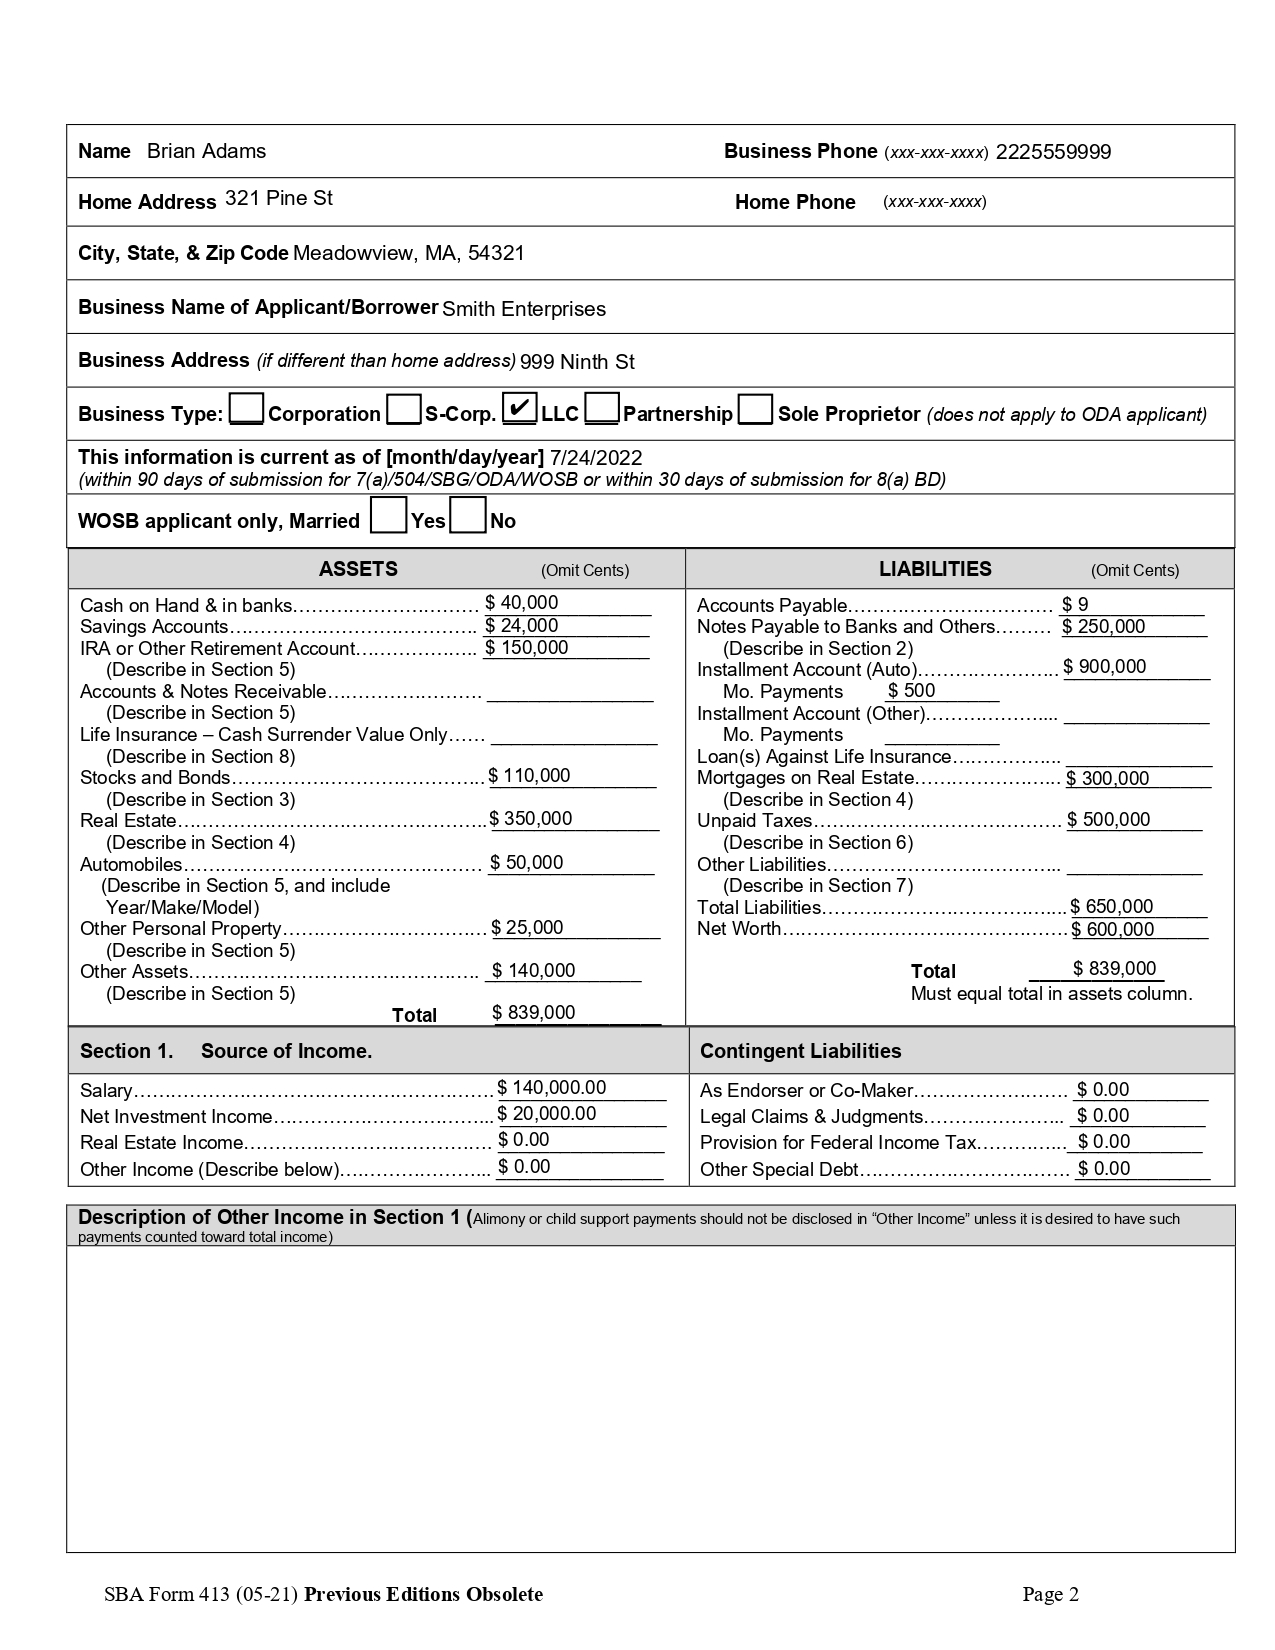 Name Brian Adams Business Phone (xxx-xxx-xxxx) 2225559999
Home Address 321 Pine St Home Phone (xxx-xxx-xxxx)
City, State, & Zip Code Meadowview, MA, 54321
Business Name of Applicant/Borrower Smith Enterprises
Business Address (if different than home address) 999 Ninth St
Business Type: Corporation S-Corp. ✔ LLC Partnership Sole Proprietor (does not apply to ODA applicant)
This information is current as of [month/day/year] 7/24/2022
(within 90 days of submission for 7(a)/504/SBG/ODA/WOSB or within 30 days of submission for 8(a) BD)
WOSB applicant only, Married Yes No
ASSETS (Omit Cents)
Cash on Hand & in banks………………………… $ 40,000
Savings Accounts………………………………….. $ 24,000
IRA or Other Retirement Account……………….. $ 150,000
(Describe in Section 5)
Accounts & Notes Receivable……………………. ________________
(Describe in Section 5)
Life Insurance – Cash Surrender Value Only…… ________________
(Describe in Section 8)
Stocks and Bonds…………………………………... $ 110,000
(Describe in Section 3)
Real Estate………………………………………….. $ 350,000
(Describe in Section 4)
Automobiles………………………………………… $ 50,000
(Describe in Section 5, and include
Year/Make/Model)
Other Personal Property…………………………… $ 25,000
(Describe in Section 5)
Other Assets……………………………………….. $ 140,000
(Describe in Section 5)
Total $ 839,000
LIABILITIES (Omit Cents)
Accounts Payable…………………………… $ 9
Notes Payable to Banks and Others……… $ 250,000
(Describe in Section 2)
Installment Account (Auto)………………….. $ 900,000
Mo. Payments $ 500
Installment Account (Other)……………….... ______________
Mo. Payments ___________
Loan(s) Against Life Insurance…………….. ______________
Mortgages on Real Estate………………….. $ 300,000
(Describe in Section 4)
Unpaid Taxes………………………………… $ 500,000
(Describe in Section 6)
Other Liabilities……………………………….. _____________
(Describe in Section 7)
Total Liabilities………………………………... $ 650,000
Net Worth……………………………………… $ 600,000
Total $ 839,000
Must equal total in assets column.
Section 1. Source of Income.
Salary………………………………………………… $ 140,000.00
Net Investment Income…………………………….. $ 20,000.00
Real Estate Income…………………………………. $ 0.00
Other Income (Describe below)………………….... $ 0.00
Contingent Liabilities
As Endorser or Co-Maker……………………. $ 0.00
Legal Claims & Judgments………………….. $ 0.00
Provision for Federal Income Tax…………... $ 0.00
Other Special Debt……………………………. $ 0.00
Description of Other Income in Section 1 (Alimony or child support payments should not be disclosed in “Other Income” unless it is desired to have such
payments counted toward total income)
SBA Form 413 (05-21) Previous Editions Obsolete Page 2